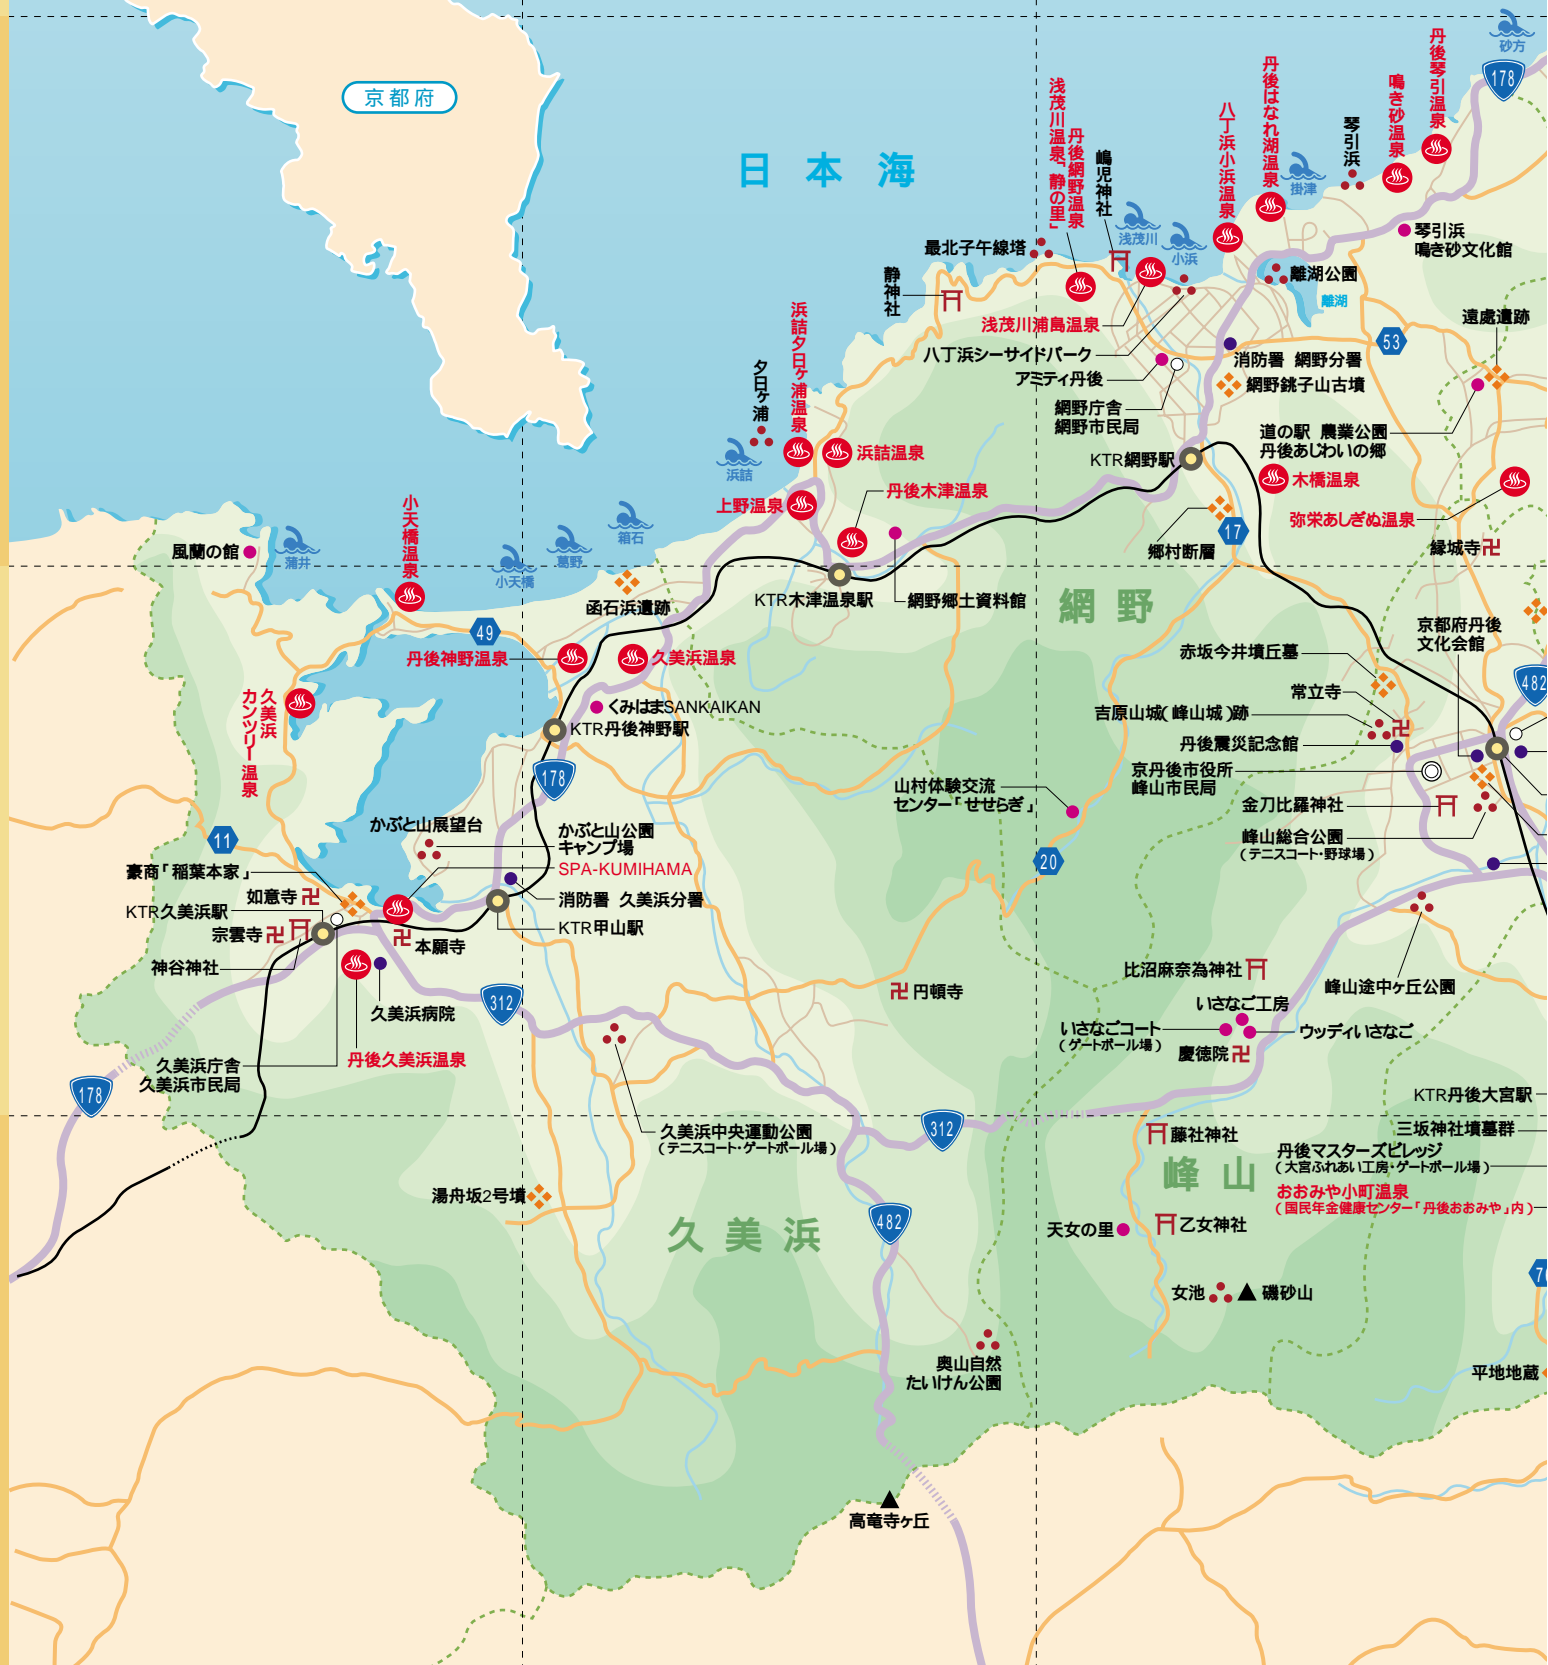 京都府
日本海
砂方
178
丹後琴引温泉
鳴き砂温泉
丹後はなれ湖温泉
八丁浜小浜温泉
琴引浜
掛津
浅茂川温泉、「静の里」
丹後網野温泉
嶋児神社
浅茂川
小浜
琴引浜
鳴き砂文化館
最北子午線塔
離湖公園
離湖
静神社
浅茂川浦島温泉
遠處遺跡
八丁浜シーサイドパーク
53
消防署 網野分署
アミティ丹後
網野銚子山古墳
網野庁舎
網野市民局
浜詰夕日ヶ浦温泉
夕日ヶ浦
浜詰
浜詰温泉
道の駅 農業公園
丹後あじわいの郷
KTR網野駅
木橋温泉
上野温泉
丹後木津温泉
弥栄あしぎぬ温泉
17
郷村断層
縁城寺
小天橋温泉
風蘭の館
蒲井
小天橋
葛野
箱石
函石浜遺跡
KTR木津温泉駅
網野郷土資料館
網野
49
丹後神野温泉
久美浜温泉
京都府丹後
文化会館
赤坂今井墳丘墓
482
常立寺
吉原山城(峰山城)跡
丹後震災記念館
京丹後市役所
峰山市民局
金刀比羅神社
峰山総合公園
(テニスコート・野球場)
久美浜
カンツリー温泉
くみはまSANKAIKAN
KTR丹後神野駅
178
山村体験交流
センター「せせらぎ」
20
かぶと山展望台
かぶと山公園
キャンプ場
SPA-KUMIHAMA
11
豪商「稲葉本家」
如意寺
消防署 久美浜分署
KTR久美浜駅
宗雲寺
本願寺
KTR甲山駅
神谷神社
312
久美浜病院
円頓寺
比沼麻奈為神社
峰山途中ヶ丘公園
いさなご工房
いさなごコート
(ゲートボール場)
ウッディいさなご
慶徳院
久美浜庁舎
久美浜市民局
丹後久美浜温泉
178
KTR丹後大宮駅
久美浜中央運動公園
(テニスコート・ゲートボール場)
312
藤社神社
三坂神社墳墓群
丹後マスターズビレッジ
(大宮ふれあい工房・ゲートボール場)
峰山
おおみや小町温泉
(国民年金健康センター「丹後おおみや」内)
湯舟坂2号墳
482
久美浜
天女の里
乙女神社
女池
磯砂山
奥山自然
たいけん公園
平地地蔵
高竜寺ヶ丘